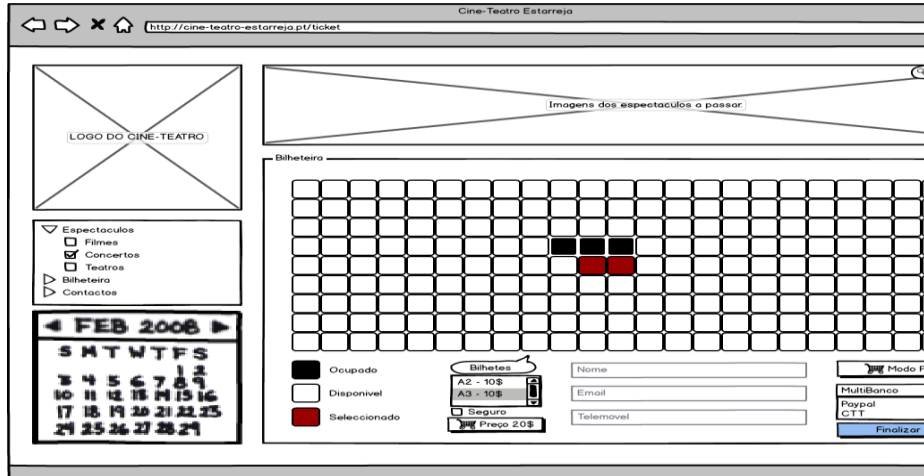 Cine-Teatro Estarreja
http://cine-teatro-estarreja.pt/ticket
LOGO DO CINE-TEATRO
Imagens dos espectaculos a passar.
Bilheteira
Espectaculos
Filmes
Concertos
Teatros
Bilheteira
Contactos
FEB 2008
S M T W T F S
1 2
3 4 5 6 7 8 9
10 11 12 13 14 15 16
17 18 19 20 21 22 23
24 25 26 27 28 29
Ocupado
Disponivel
Seleccionado
Bilhetes
A2 - 10$
A3 - 10$
Seguro
Preço 20$
Nome
Email
Telemovel
Modo
MultiBanco
Paypal
CTT
Finalizar